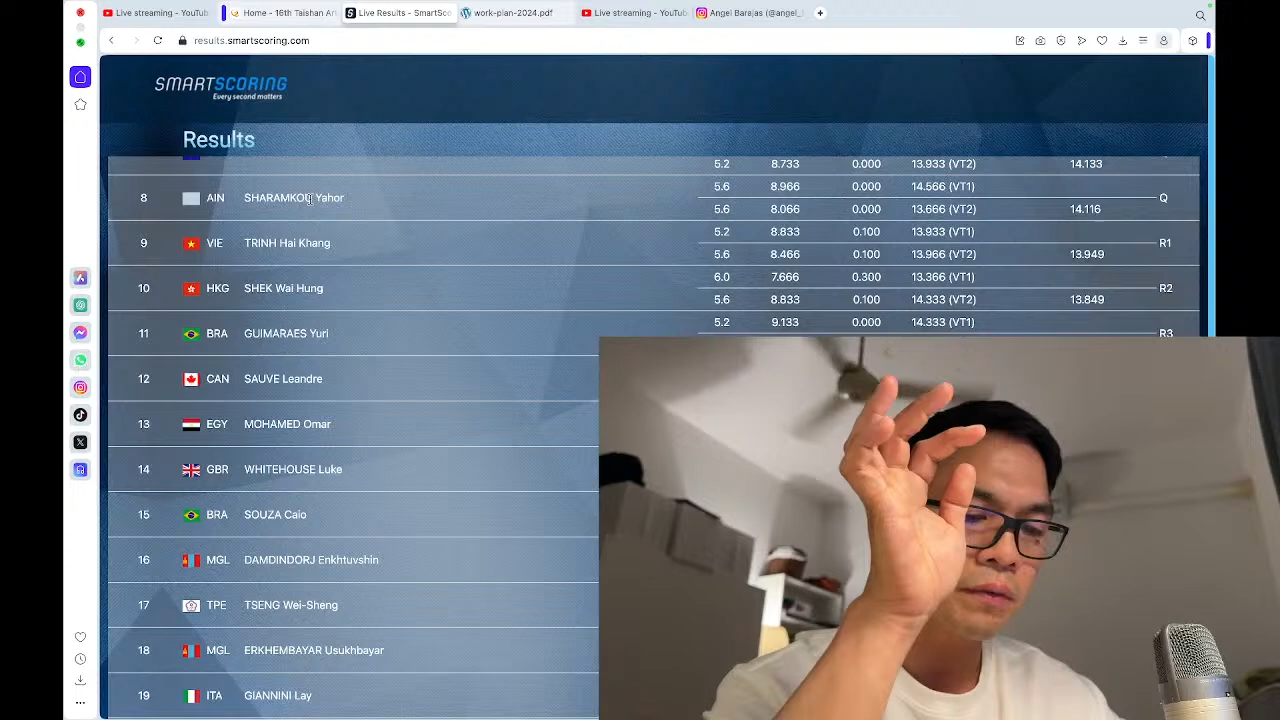 Live streaming - YouTub
Home - 16th Taishan Ar
Live Results - SmartSco
work-plan-2024.pdf
Live streaming - YouTub
Angel Barajas (@angel_
results.smartscoring.com
SMARTSCORING
Every second matters
Results
5.2 8.733 0.000 13.933 (VT2) 14.133
8 AIN SHARAMKOU Yahor 5.6 8.966 0.000 14.566 (VT1) Q
5.6 8.066 0.000 13.666 (VT2) 14.116
9 VIE TRINH Hai Khang 5.2 8.833 0.100 13.933 (VT1) R1
5.6 8.466 0.100 13.966 (VT2) 13.949
10 HKG SHEK Wai Hung 6.0 7.666 0.300 13.366 (VT1) R2
5.6 8.833 0.100 14.333 (VT2) 13.849
11 BRA GUIMARAES Yuri 5.2 9.133 0.000 14.333 (VT1) R3
12 CAN SAUVE Leandre
13 EGY MOHAMED Omar
14 GBR WHITEHOUSE Luke
15 BRA SOUZA Caio
16 MGL DAMDINDORJ Enkhtuvshin
17 TPE TSENG Wei-Sheng
18 MGL ERKHEMBAYAR Usukhbayar
19 ITA GIANNINI Lay